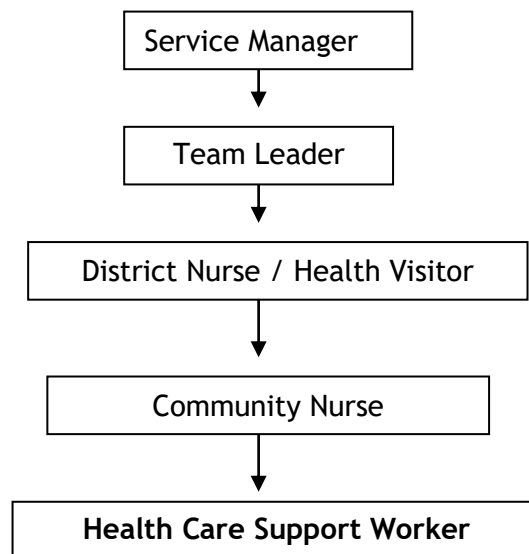 Service Manager
Team Leader
District Nurse / Health Visitor
Community Nurse
Health Care Support Worker